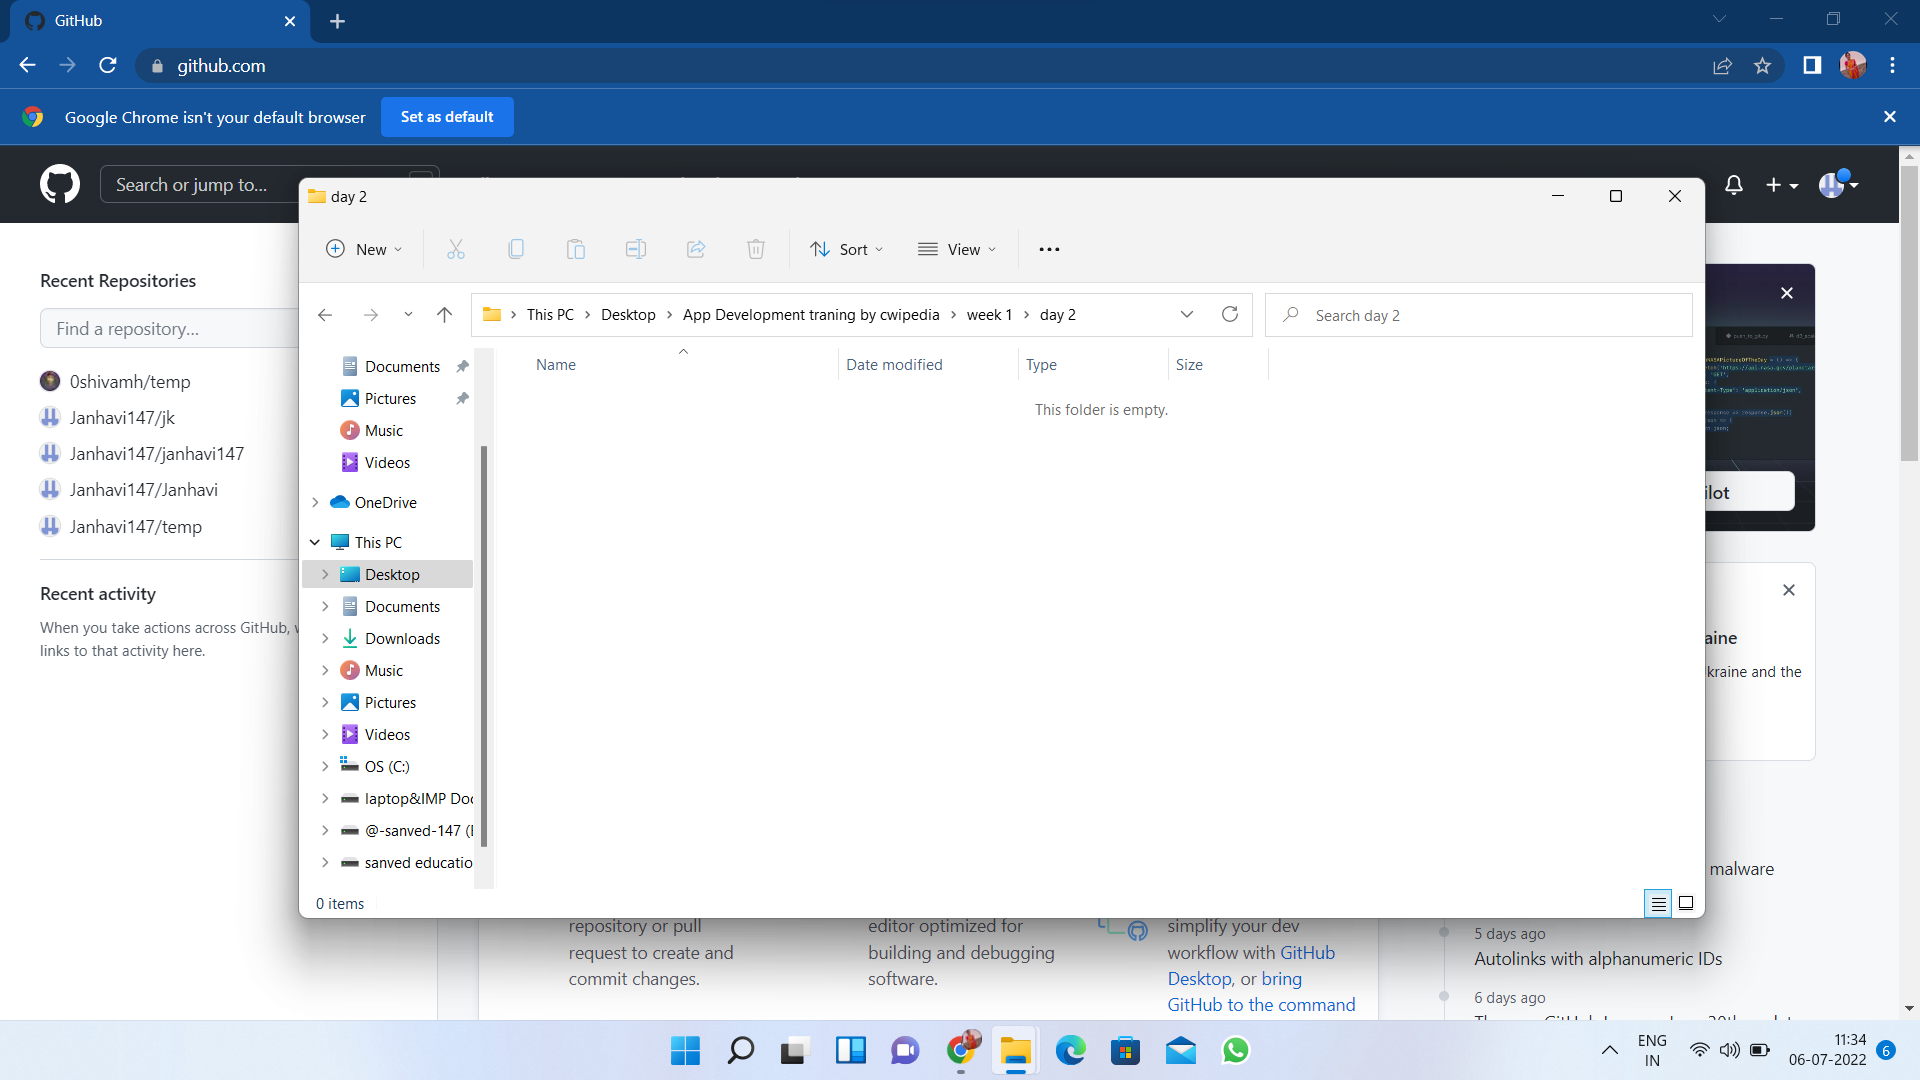 GitHub
github.com
Google Chrome isn't your default browser
Set as default
Search or jump to...
day 2
New
Sort
View
This PC
Desktop
App Development traning by cwipedia
week 1
day 2
Search day 2
Recent Repositories
Find a repository...
0shivamh/temp
Janhavi147/jk
Janhavi147/janhavi147
Janhavi147/Janhavi
Janhavi147/temp
Recent activity
When you take actions across GitHub,
links to that activity here.
Documents
Pictures
Music
Videos
OneDrive
This PC
Desktop
Documents
Downloads
Music
Pictures
Videos
OS (C:)
laptop&IMP Doc
@-sanved-147 (
sanved educatio
Name
Date modified
Type
Size
This folder is empty.
0 items
ilot
aine
kraine and the
malware
repository or pull
request to create and
commit changes.
editor optimized for
building and debugging
software.
simplify your dev
workflow with GitHub
Desktop, or bring
GitHub to the command
5 days ago
Autolinks with alphanumeric IDs
6 days ago
ENG
IN
11:34
06-07-2022
6